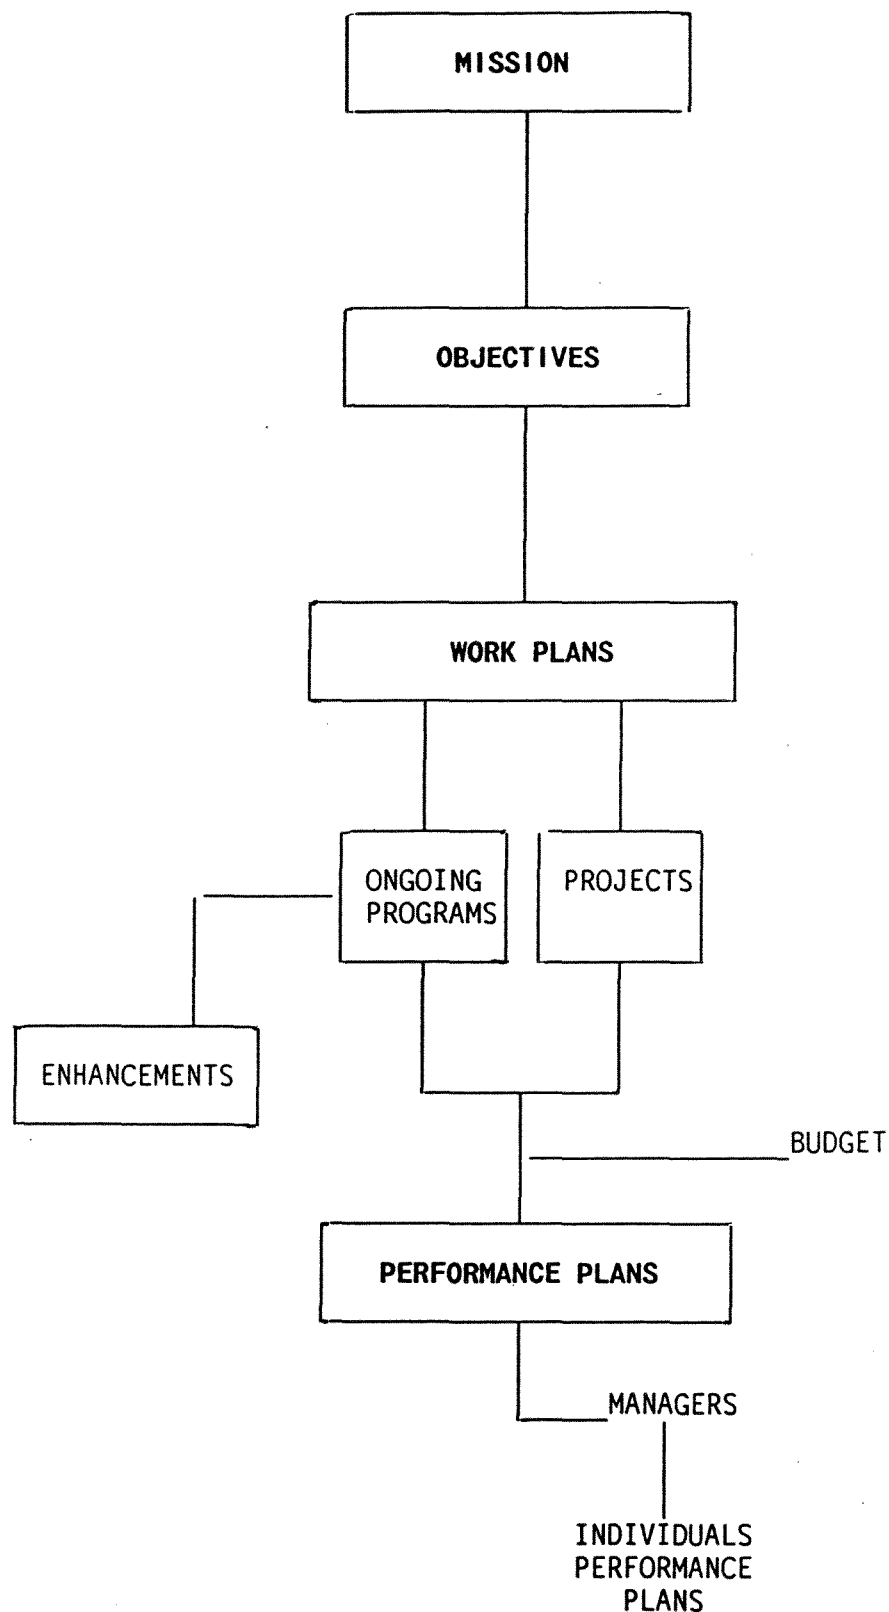 MISSION
OBJECTIVES
WORK PLANS
ONGOING
PROGRAMS
PROJECTS
ENHANCEMENTS
BUDGET
PERFORMANCE PLANS
MANAGERS
INDIVIDUALS
PERFORMANCE
PLANS